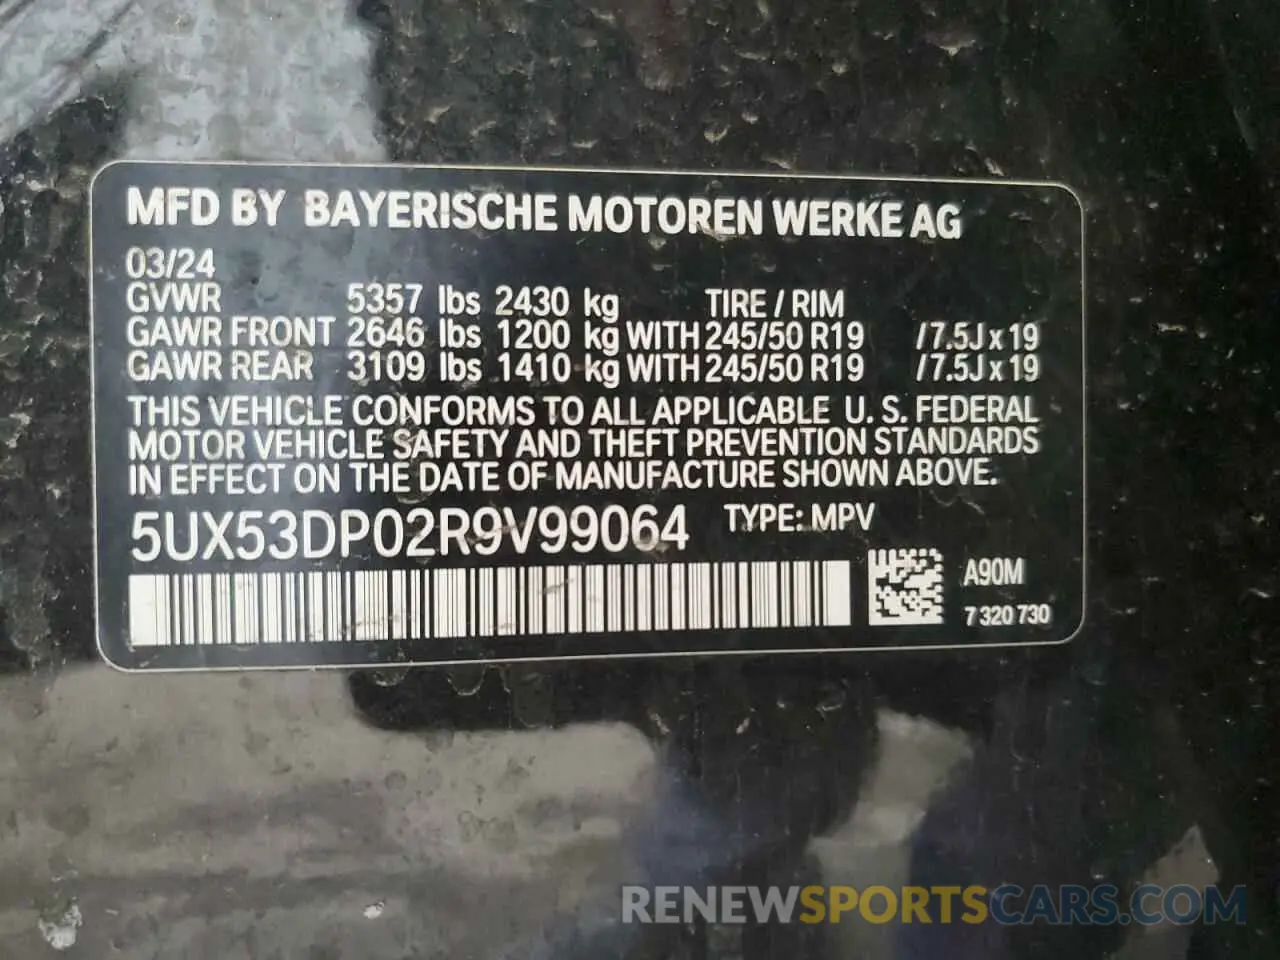 MFD BY BAYERISCHE MOTOREN WERKE AG
03/24
GVWR 5357 lbs 2430 kg TIRE / RIM
GAWR FRONT 2646 lbs 1200 kg WITH 245/50 R19 /7.5J x 19
GAWR REAR 3109 lbs 1410 kg WITH 245/50 R19 /7.5J x 19
THIS VEHICLE CONFORMS TO ALL APPLICABLE U. S. FEDERAL
MOTOR VEHICLE SAFETY AND THEFT PREVENTION STANDARDS
IN EFFECT ON THE DATE OF MANUFACTURE SHOWN ABOVE.
5UX53DP02R9V99064 TYPE: MPV
A90M
7 320 730
RENEWSPORTSCARS.COM